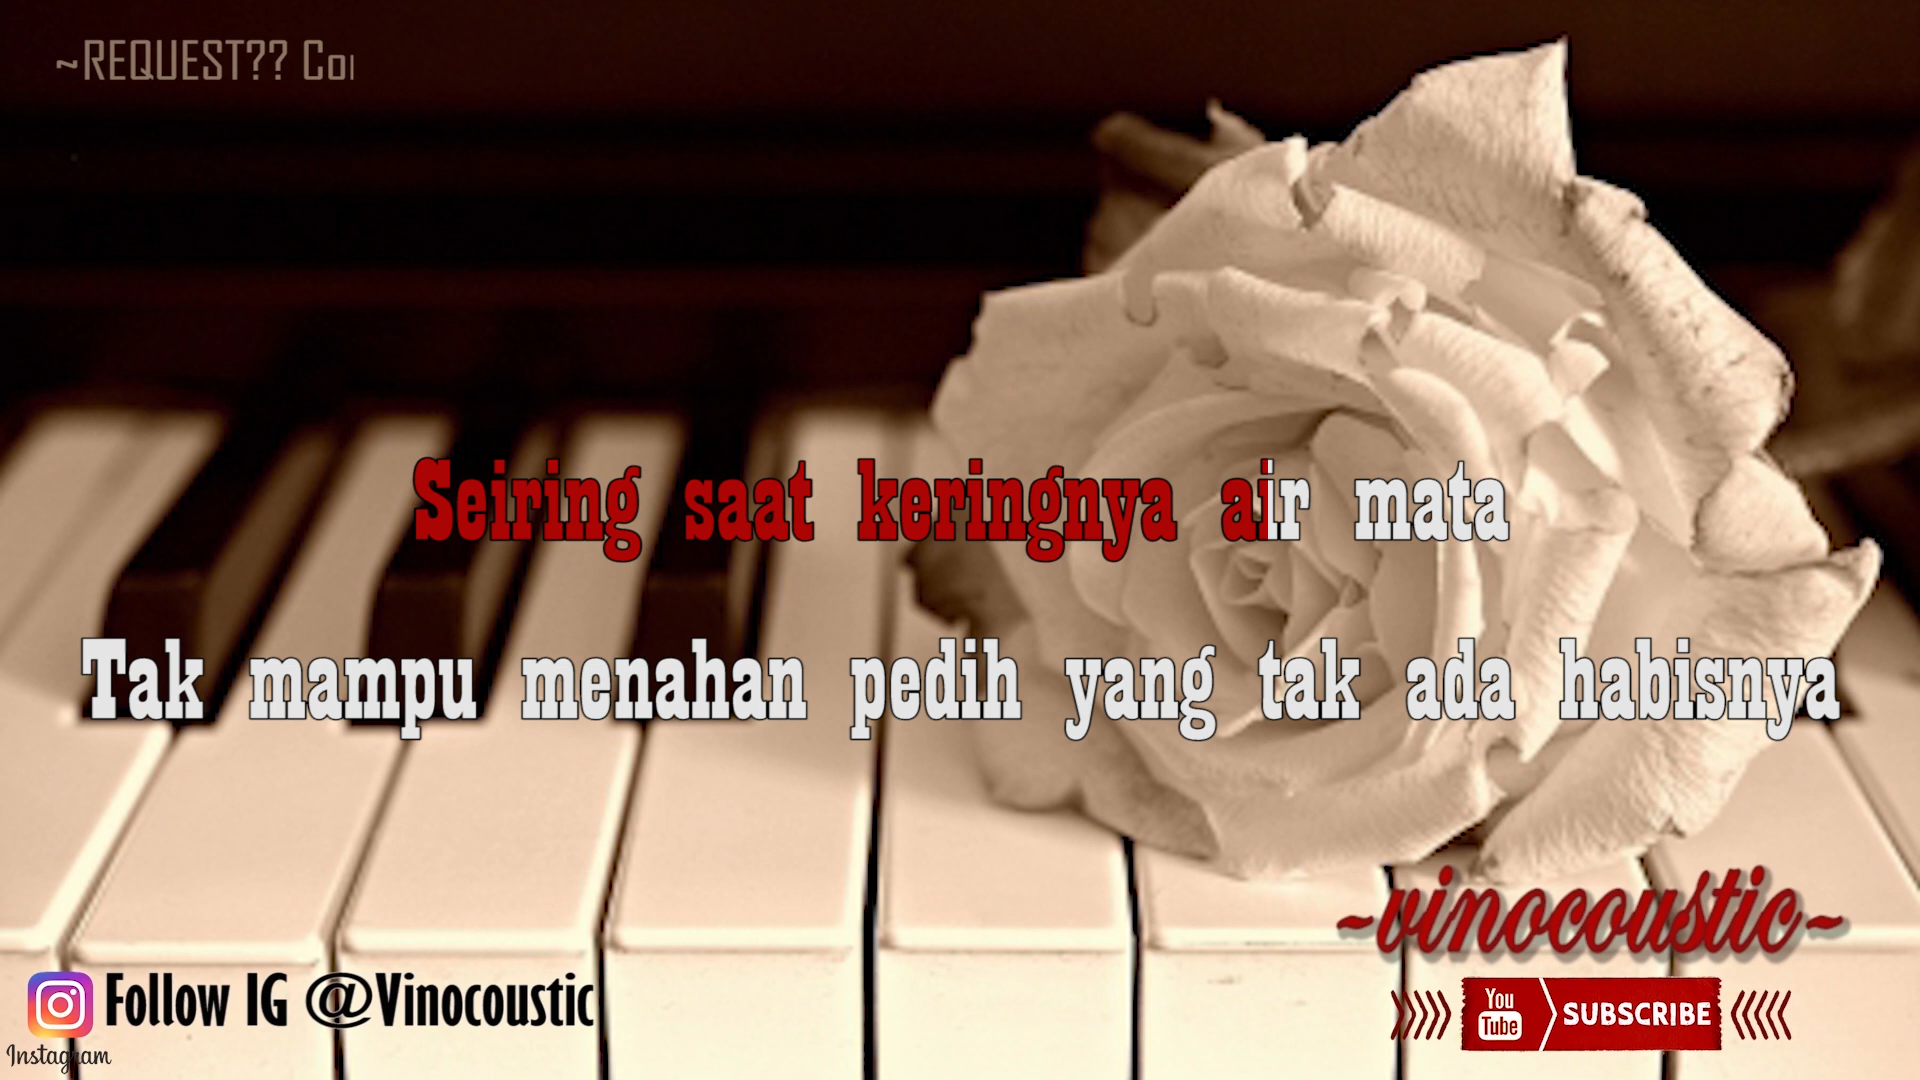 ~REQUEST??
Seiring saat keringnya air mata
Tak mampu menahan pedih yang tak ada habisnya
~vinocoustic~
Follow IG @Vinocoustic
You
Tube
SUBSCRIBE
Instagram